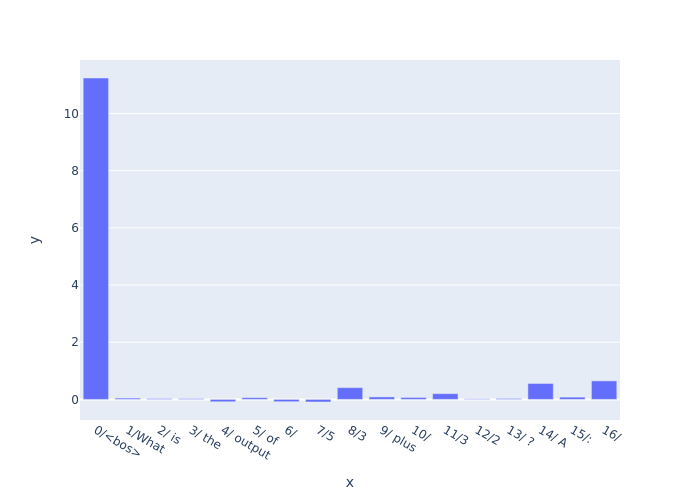 10
8
6
4
2
0
y
0/<bos>
1/What
2/ is
3/ the
4/ output
5/ of
6/
7/5
8/3
9/ plus
10/
11/3
12/2
13/ ?
14/ A
15/:
16/
x